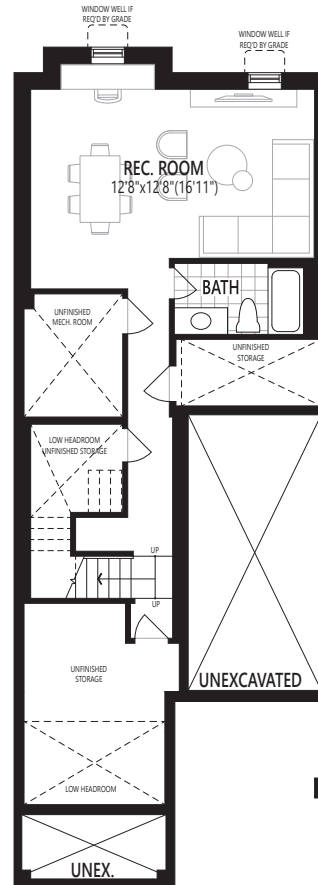 WINDOW WELL IF
REQ'D BY GRADE
WINDOW WELL IF
REQ'D BY GRADE
REC. ROOM
12'8"x12'8"(16'11")
BATH
UNFINISHED
MECH. ROOM
UNFINISHED
STORAGE
LOW HEADROOM
UNFINISHED STORAGE
UP
UP
UNFINISHED
STORAGE
UNEXCAVATED
LOW HEADROOM
UNEX.